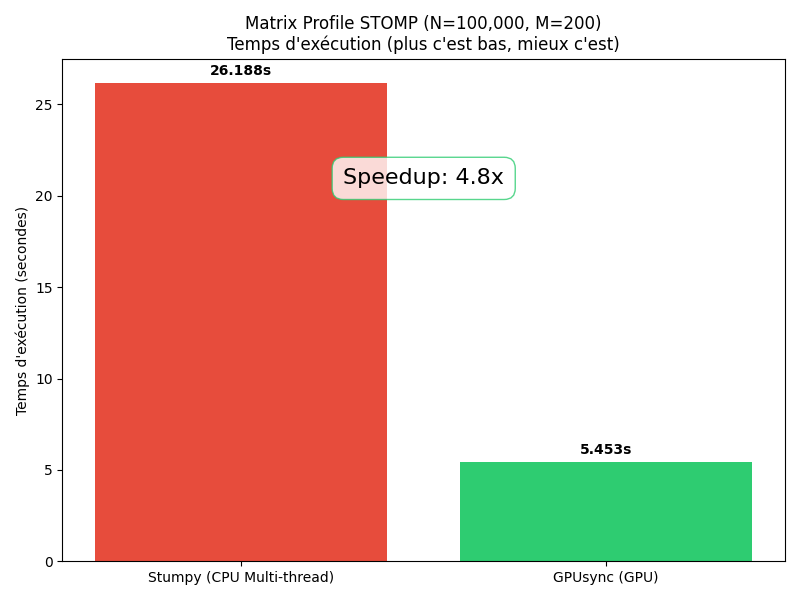 Matrix Profile STOMP (N=100,000, M=200)
Temps d'exécution (plus c'est bas, mieux c'est)
26.188s
Speedup: 4.8x
5.453s
Temps d'exécution (secondes)
25
20
15
10
5
0
Stumpy (CPU Multi-thread)
GPUsync (GPU)